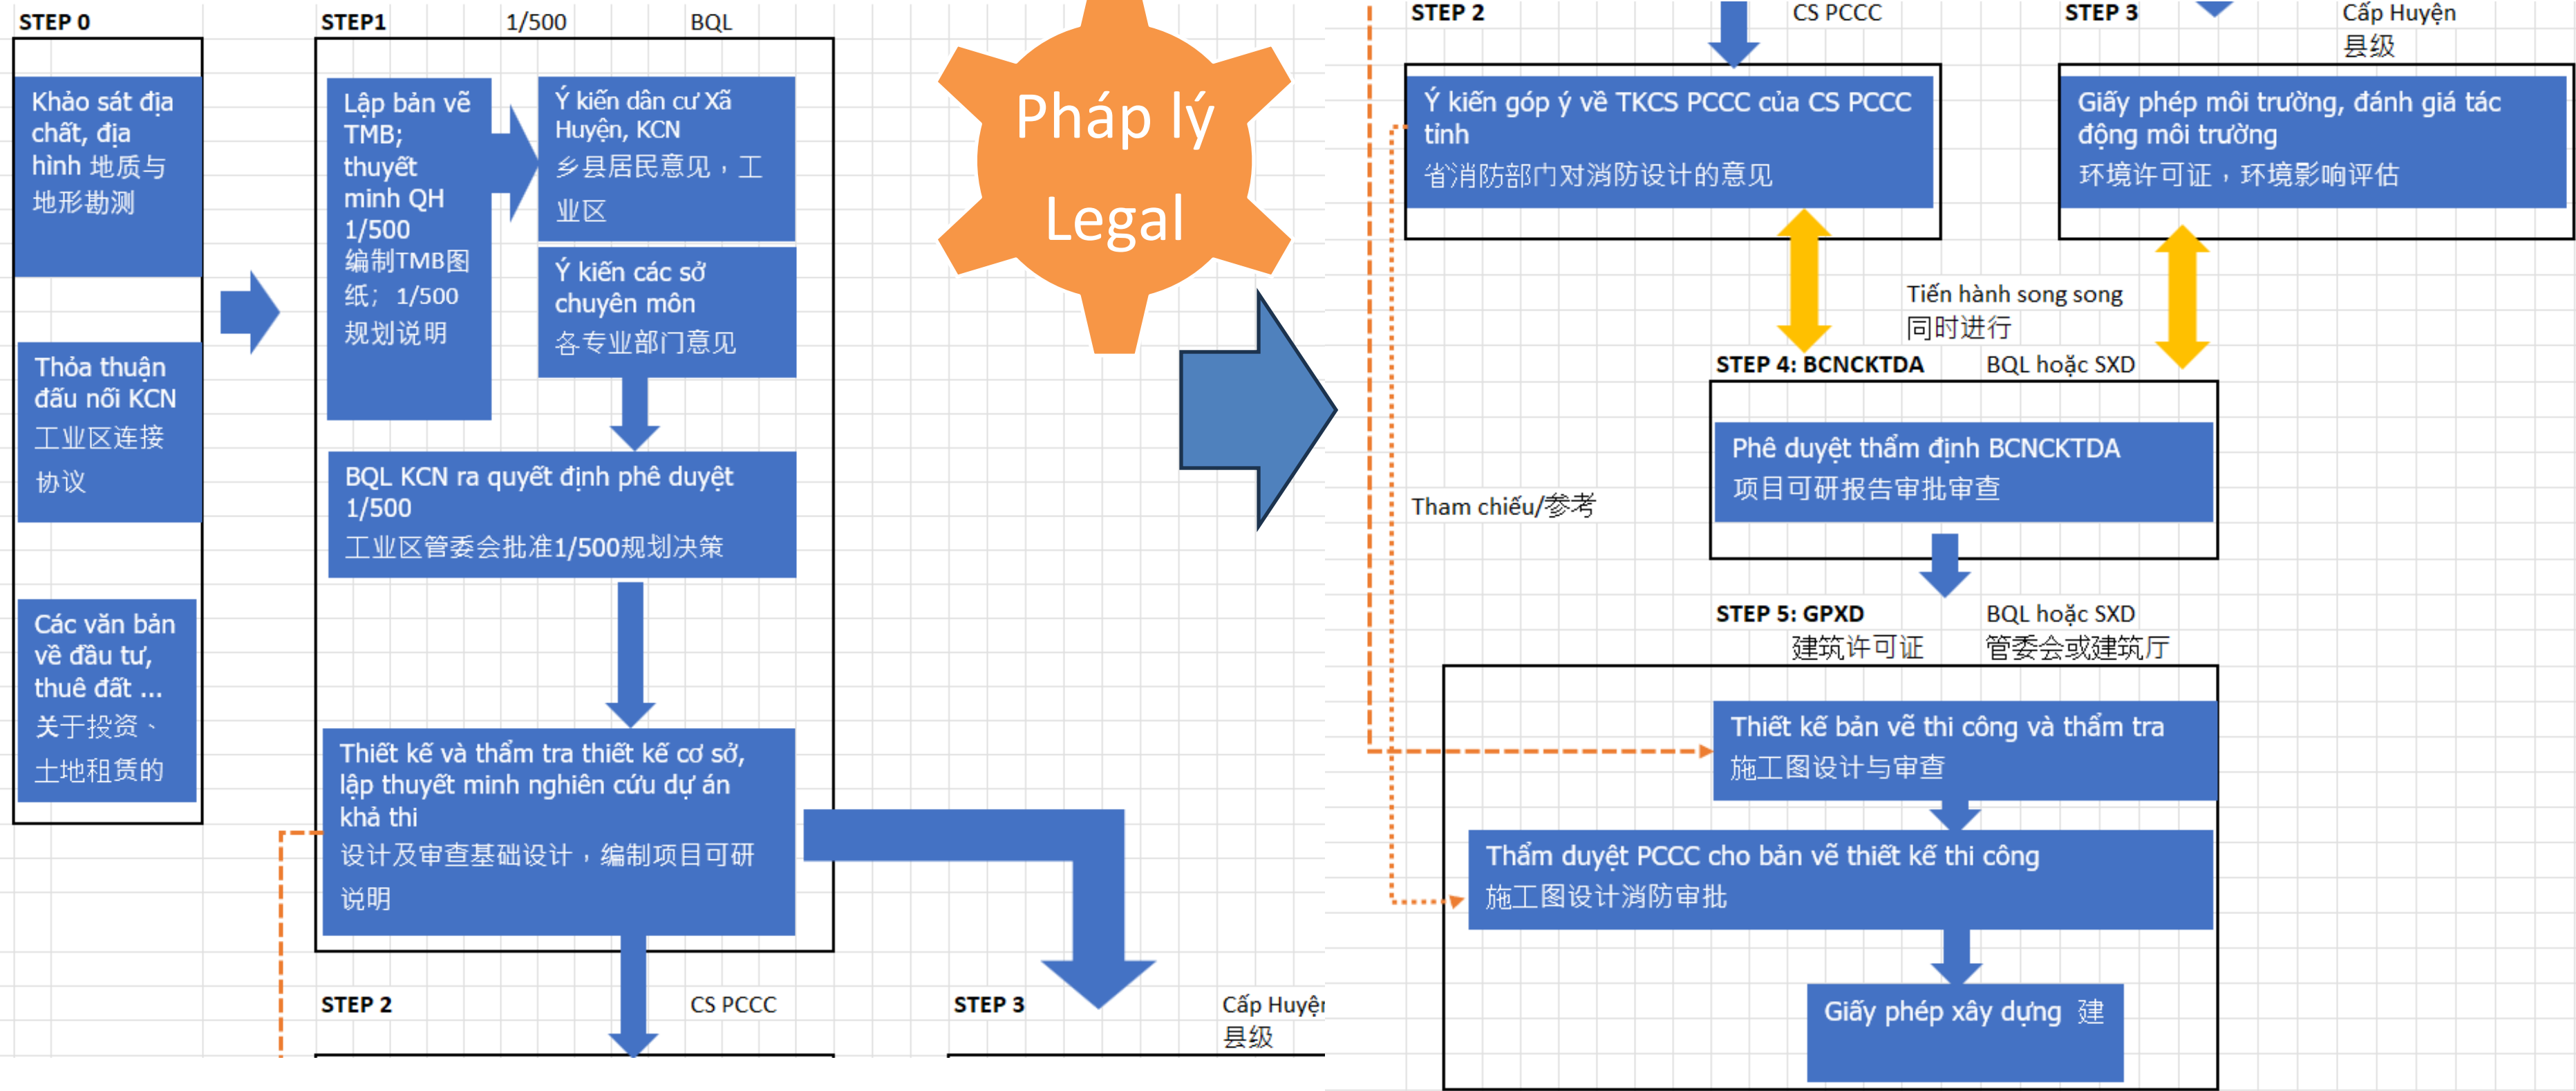 STEP 0
Khảo sát địa
chất, địa
hình 地质与
地形勘测
Thỏa thuận
đấu nối KCN
工业区连接
协议
Các văn bản
về đầu tư,
thuê đất ...
关于投资、
土地租赁的
STEP1 1/500 BQL
Lập bản vẽ
TMB;
thuyết
minh QH
1/500
编制TMB图
纸；1/500
规划说明
Ý kiến dân cư Xã
Huyện, KCN
乡县居民意见，工
业区
Ý kiến các sở
chuyên môn
各专业部门意见
BQL KCN ra quyết định phê duyệt
1/500
工业区管委会批准1/500规划决策
Thiết kế và thẩm tra thiết kế cơ sở,
lập thuyết minh nghiên cứu dự án
khả thi
设计及审查基础设计，编制项目可研
说明
STEP 2 CS PCCC
STEP 3 Cấp Huyện
县级
Pháp lý
Legal
STEP 2 CS PCCC
Ý kiến góp ý về TKCS PCCC của CS PCCC
tỉnh
省消防部门对消防设计的意见
STEP 3 Cấp Huyện
县级
Giấy phép môi trường, đánh giá tác
động môi trường
环境许可证，环境影响评估
Tiến hành song song
同时进行
STEP 4: BCNCKTDA BQL hoặc SXD
Phê duyệt thẩm định BCNCKTDA
项目可研报告审批审查
Tham chiếu/参考
STEP 5: GPXD BQL hoặc SXD
建筑许可证 管委会或建筑厅
Thiết kế bản vẽ thi công và thẩm tra
施工图设计与审查
Thẩm duyệt PCCC cho bản vẽ thiết kế thi công
施工图设计消防审批
Giấy phép xây dựng 建